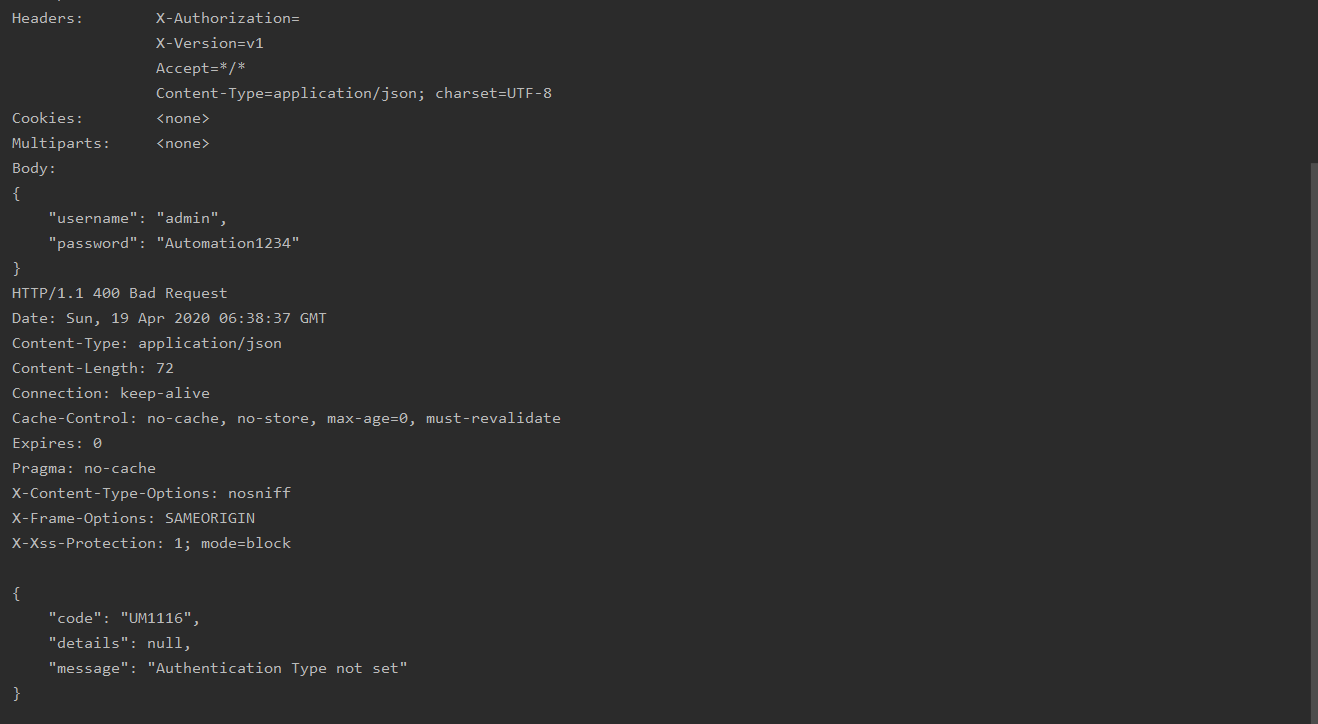 Headers: X-Authorization=
X-Version=v1
Accept=*/*
Content-Type=application/json; charset=UTF-8
Cookies: <none>
Multiparts: <none>
Body:
{
"username": "admin",
"password": "Automation1234"
}
HTTP/1.1 400 Bad Request
Date: Sun, 19 Apr 2020 06:38:37 GMT
Content-Type: application/json
Content-Length: 72
Connection: keep-alive
Cache-Control: no-cache, no-store, max-age=0, must-revalidate
Expires: 0
Pragma: no-cache
X-Content-Type-Options: nosniff
X-Frame-Options: SAMEORIGIN
X-Xss-Protection: 1; mode=block
{
"code": "UM1116",
"details": null,
"message": "Authentication Type not set"
}